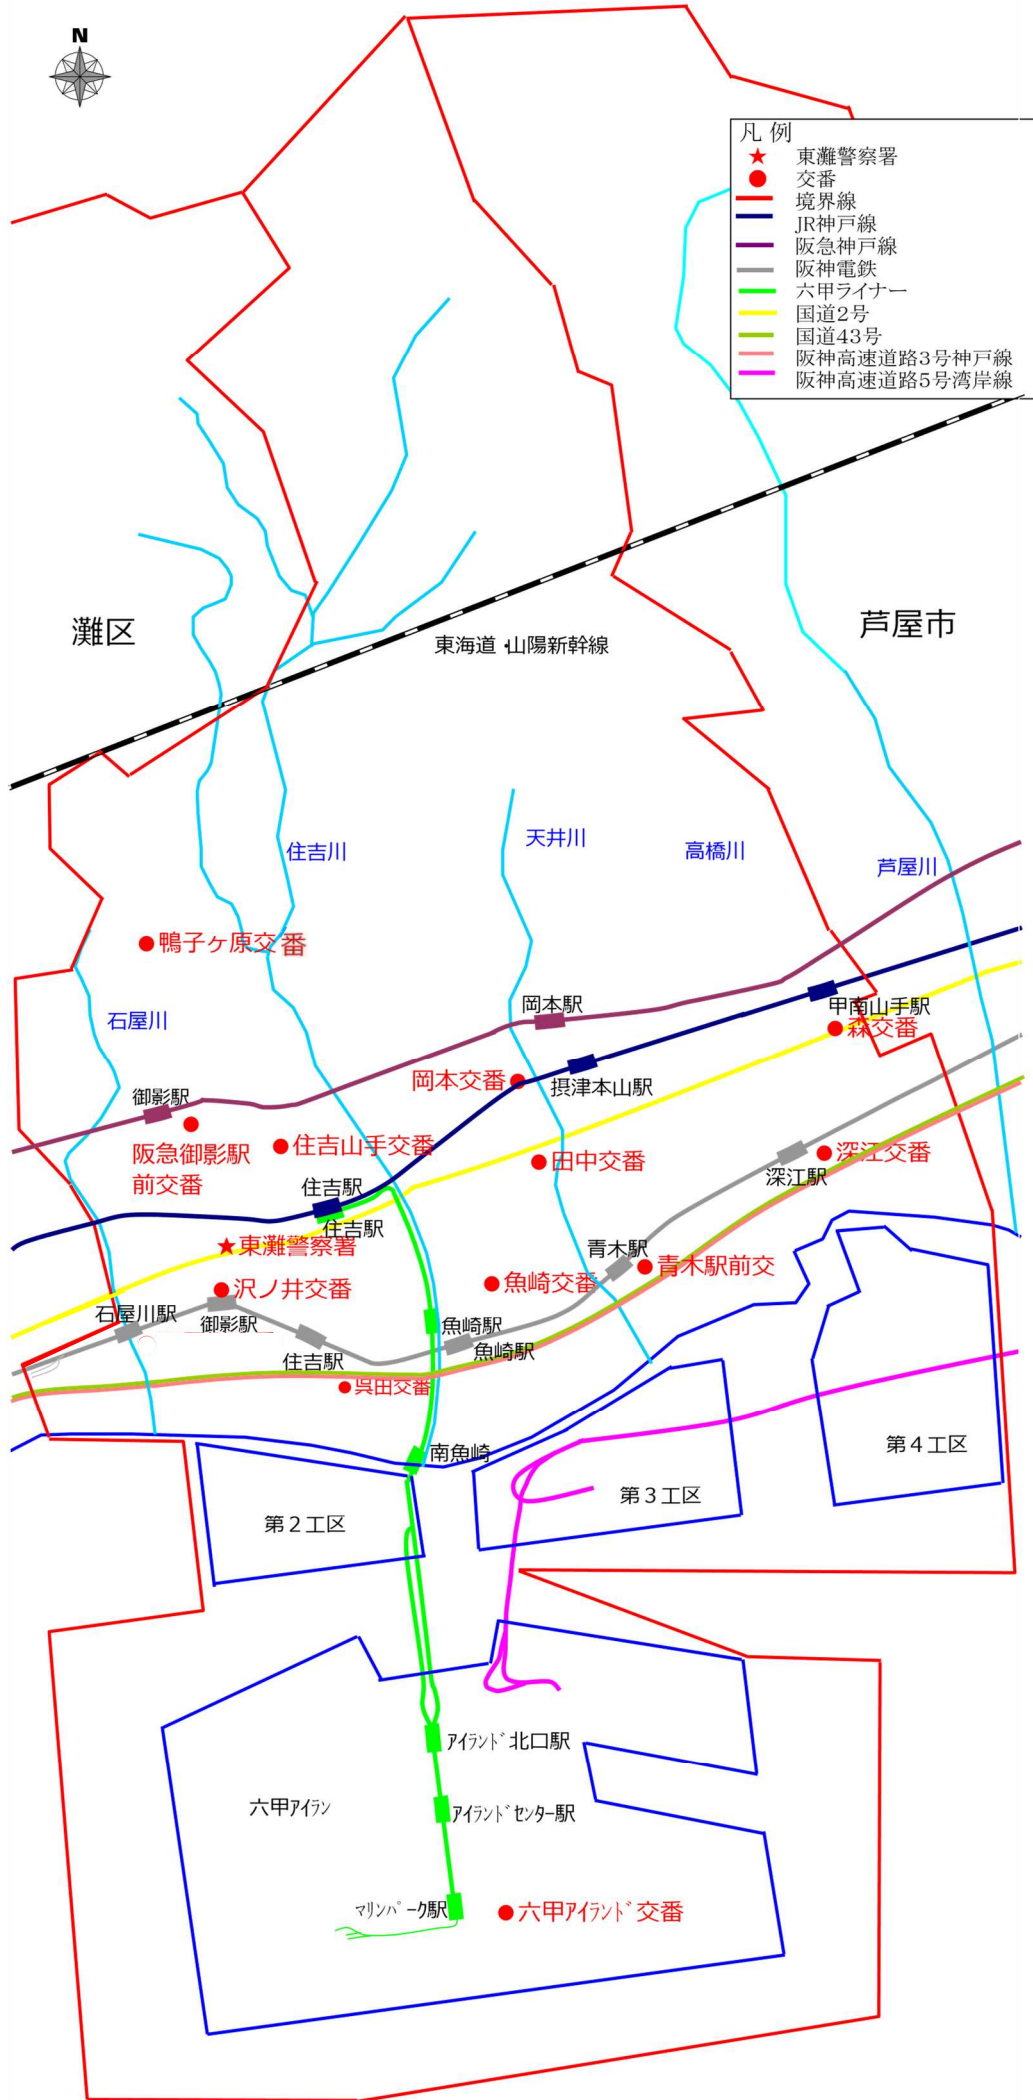 N
凡 例
東灘警察署
交番
境界線
JR神戸線
阪急神戸線
阪神電鉄
六甲ライナー
国道2号
国道43号
阪神高速道路3号神戸線
阪神高速道路5号湾岸線
灘区
芦屋市
東海道・山陽新幹線
住吉川
天井川
高橋川
芦屋川
鴨子ヶ原交番
石屋川
岡本駅
甲南山手駅
森交番
岡本交番
摂津本山駅
御影駅
阪急御影駅
前交番
住吉山手交番
田中交番
深江交番
深江駅
住吉駅
住吉駅
東灘警察署
青木駅
青木駅前交
沢ノ井交番
魚崎交番
石屋川駅
御影駅
魚崎駅
魚崎駅
住吉駅
呉田交番
南魚崎
第4工区
第3工区
第2工区
アイランド北口駅
六甲アイラン
アイランドセンター駅
マリンパーク駅
六甲アイランド交番